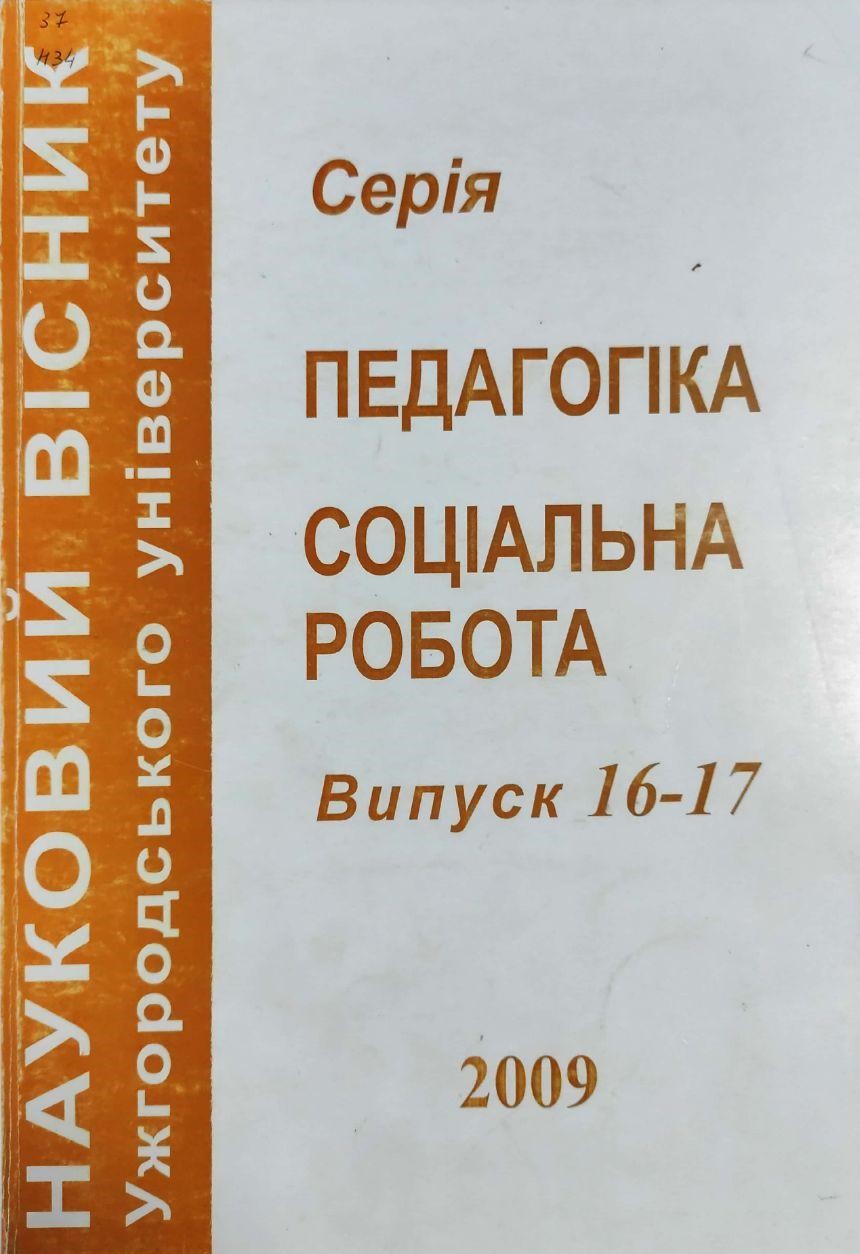 37
Н34
НАУКОВИЙ ВІСНИК
Ужгородського університету
Серія
ПЕДАГОГІКА
СОЦІАЛЬНА
РОБОТА
Випуск 16-17
2009